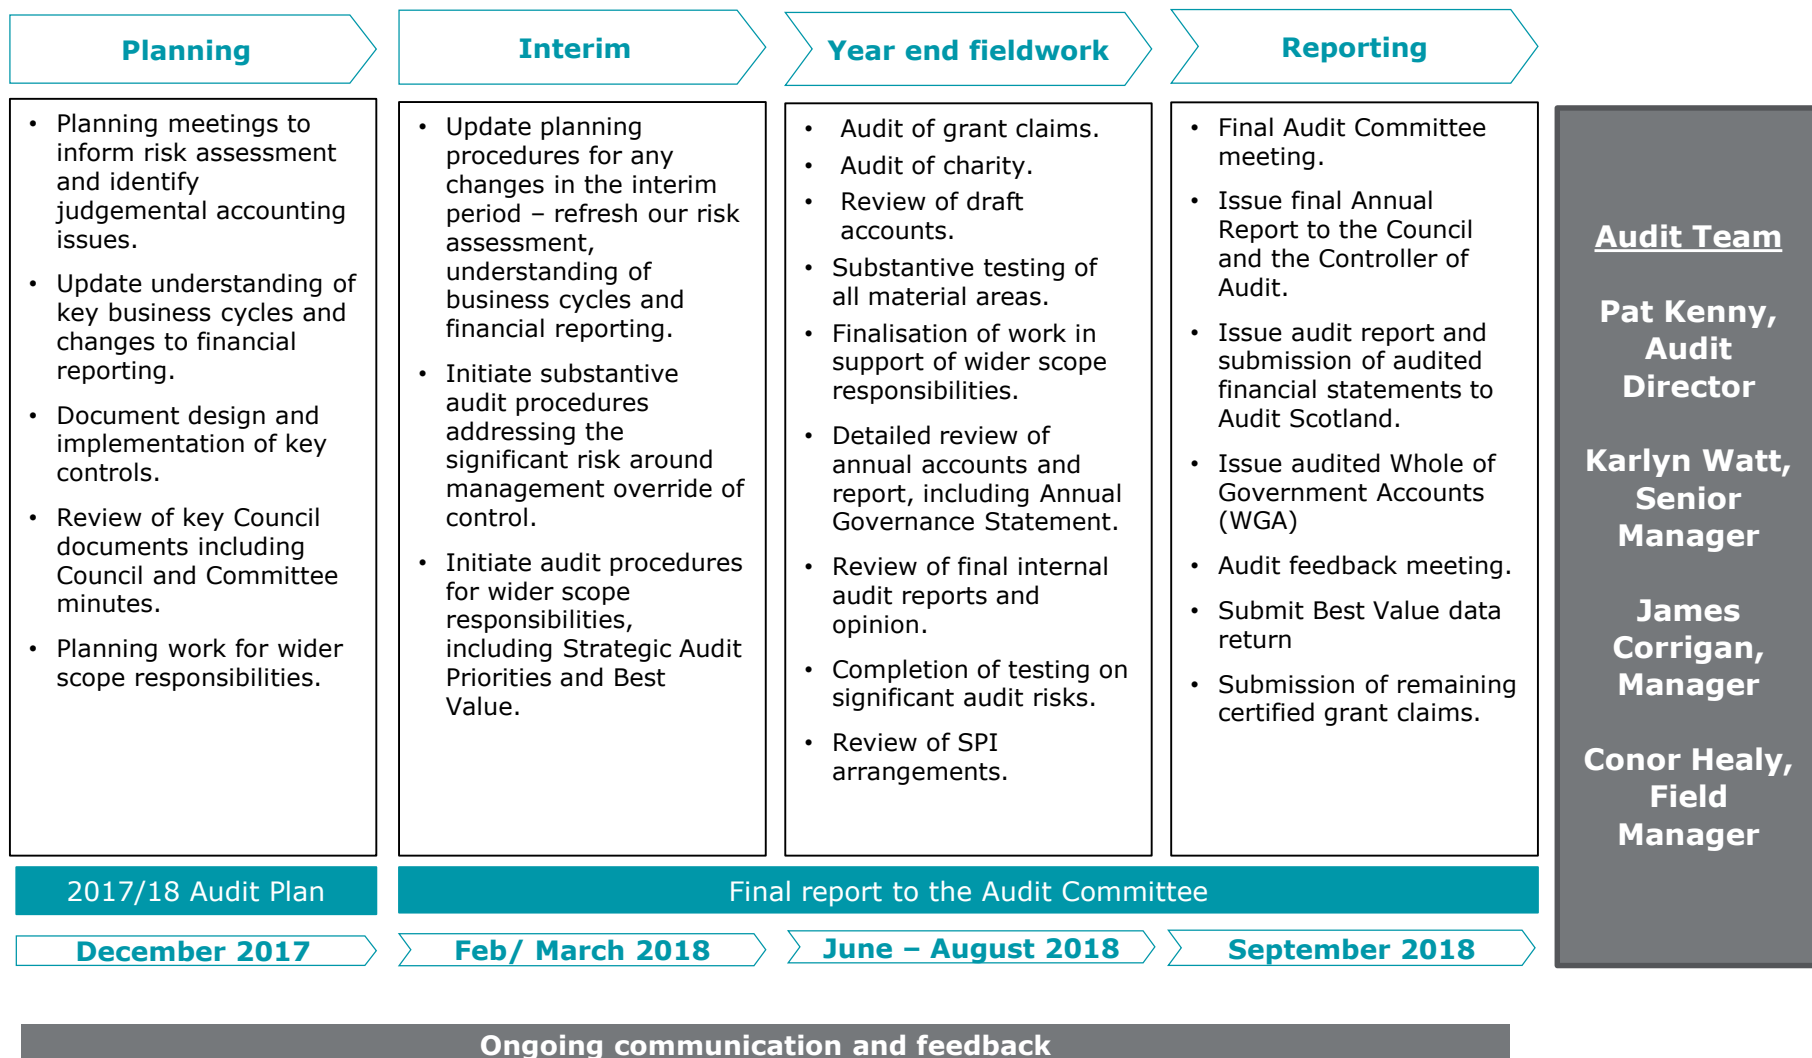 Planning
Planning meetings to
inform risk assessment
and identify
judgemental accounting
issues.
Update understanding of
key business cycles and
changes to financial
reporting.
Document design and
implementation of key
controls.
Review of key Council
documents including
Council and Committee
minutes.
Planning work for wider
scope responsibilities.
2017/18 Audit Plan
December 2017
Interim
Update planning
procedures for any
changes in the interim
period – refresh our risk
assessment,
understanding of
business cycles and
financial reporting.
Initiate substantive
audit procedures
addressing the
significant risk around
management override of
control.
Initiate audit procedures
for wider scope
responsibilities,
including Strategic Audit
Priorities and Best
Value.
Feb/ March 2018
Year end fieldwork
Audit of grant claims.
Audit of charity.
Review of draft
accounts.
Substantive testing of
all material areas.
Finalisation of work in
support of wider scope
responsibilities.
Detailed review of
annual accounts and
report, including Annual
Governance Statement.
Review of final internal
audit reports and
opinion.
Completion of testing on
significant audit risks.
Review of SPI
arrangements.
June – August 2018
Reporting
Final Audit Committee
meeting.
Issue final Annual
Report to the Council
and the Controller of
Audit.
Issue audit report and
submission of audited
financial statements to
Audit Scotland.
Issue audited Whole of
Government Accounts
(WGA)
Audit feedback meeting.
Submit Best Value data
return
Submission of remaining
certified grant claims.
Final report to the Audit Committee
September 2018
Audit Team
Pat Kenny,
Audit
Director
Karlyn Watt,
Senior
Manager
James
Corrigan,
Manager
Conor Healy,
Field
Manager
Ongoing communication and feedback